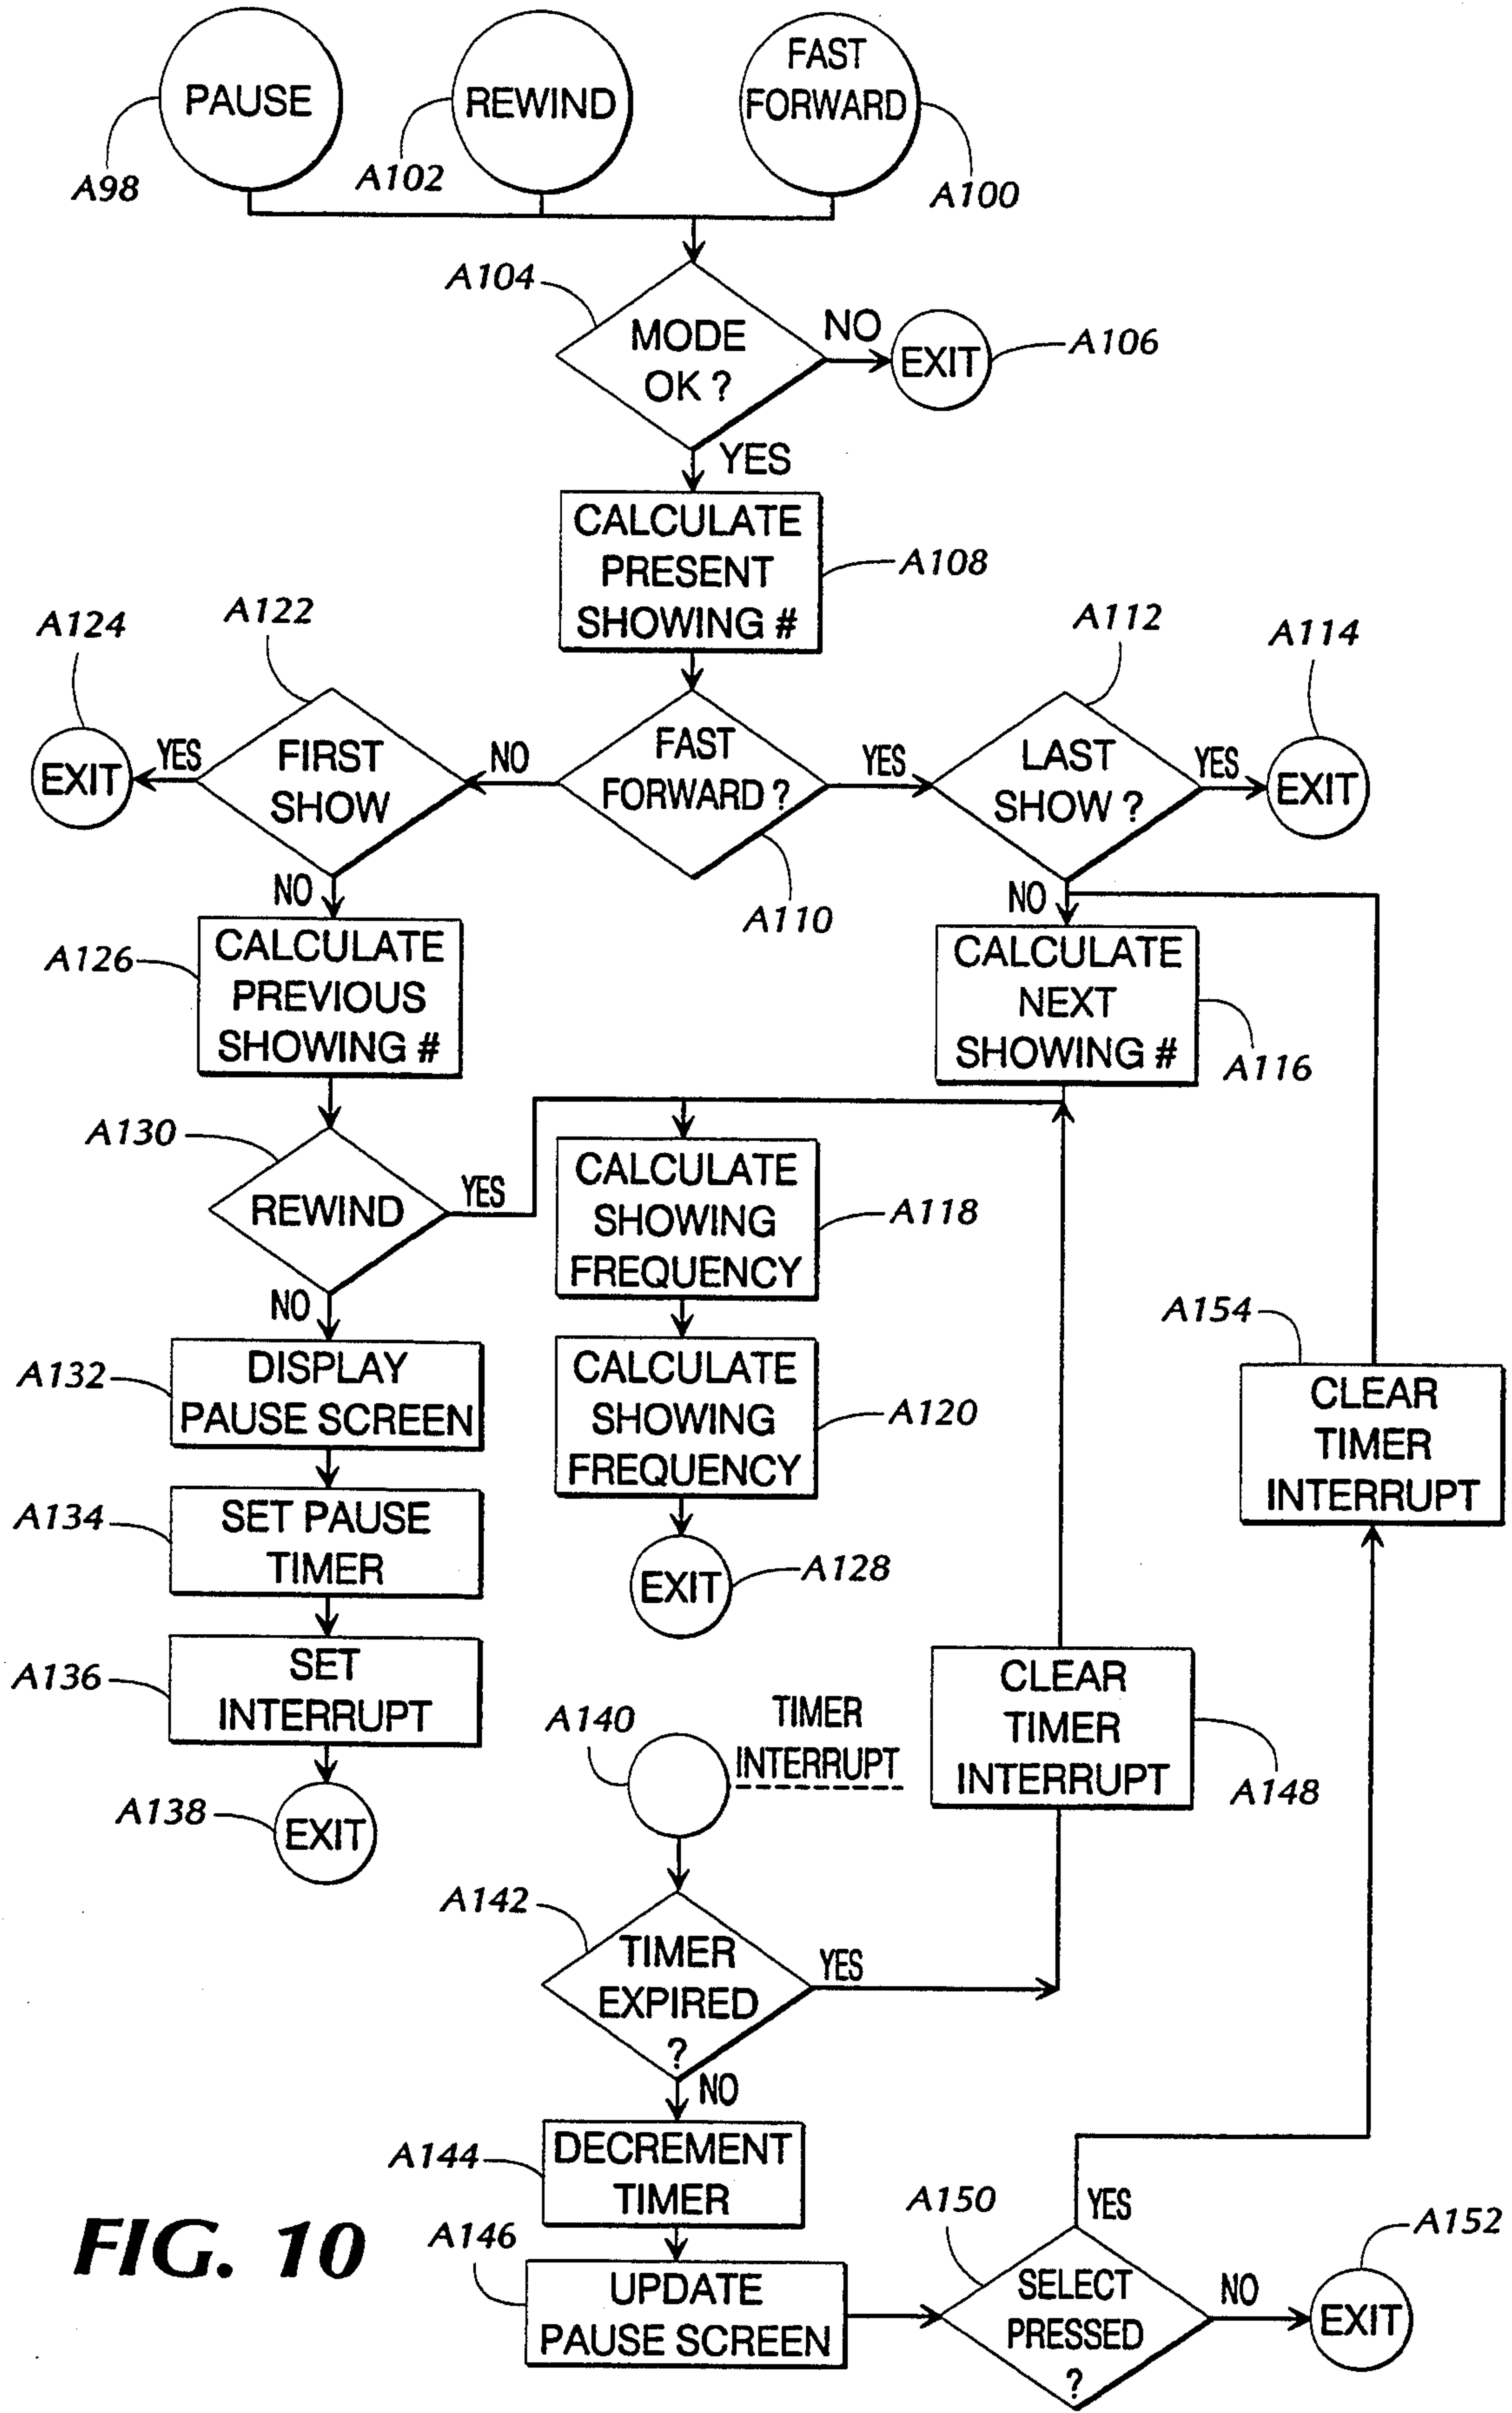 PAUSE
A98
REWIND
A102
FAST
FORWARD
A100
A104
MODE
OK ?
NO
EXIT
A106
YES
CALCULATE
PRESENT
SHOWING #
A108
A124
EXIT
YES
A122
FIRST
SHOW
NO
FAST
FORWARD ?
A110
YES
A112
LAST
SHOW ?
YES
A114
EXIT
NO
A126
CALCULATE
PREVIOUS
SHOWING #
NO
CALCULATE
NEXT
SHOWING #
A116
A130
REWIND
YES
CALCULATE
SHOWING
FREQUENCY
A118
NO
A132
DISPLAY
PAUSE SCREEN
CALCULATE
SHOWING
FREQUENCY
A120
A154
CLEAR
TIMER
INTERRUPT
A134
SET PAUSE
TIMER
EXIT
A128
A136
SET
INTERRUPT
A138
EXIT
A140
TIMER
INTERRUPT
CLEAR
TIMER
INTERRUPT
A148
A142
TIMER
EXPIRED
?
YES
NO
A144
DECREMENT
TIMER
A146
UPDATE
PAUSE SCREEN
A150
YES
SELECT
PRESSED
?
NO
A152
EXIT
FIG. 10